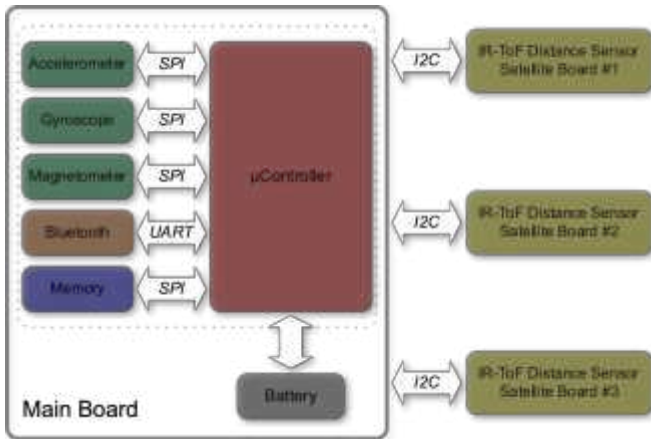 Accelerometer
SPI
I2C
IR-ToF Distance Sensor
Satellite Board #1
Gyroscope
SPI
Magnetometer
SPI
µController
Bluetooth
UART
I2C
IR-ToF Distance Sensor
Satellite Board #2
Memory
SPI
Battery
I2C
IR-ToF Distance Sensor
Satellite Board #3
Main Board